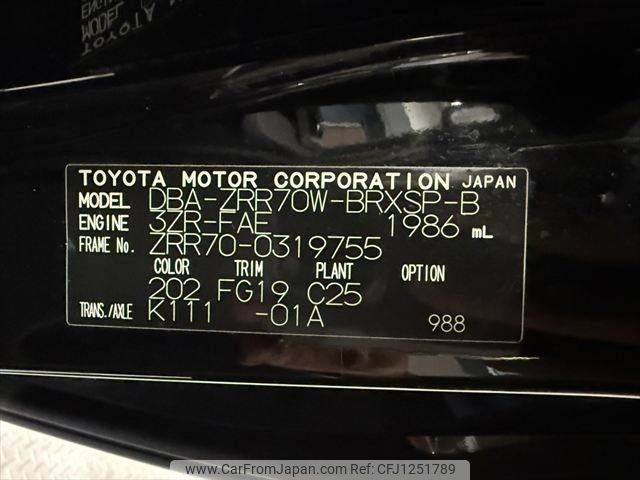 TOYOTA MOTOR CORPORATION JAPAN
MODEL DBA-ZRR70W-BRXSP-B
ENGINE 3ZR-FAE 1986 mL
FRAME No. ZRR70-0319755
COLOR TRIM PLANT OPTION
202 FG19 C25
TRANS./AXLE K111 -01A
988
www.CarFromJapan.com | CFJ1251789